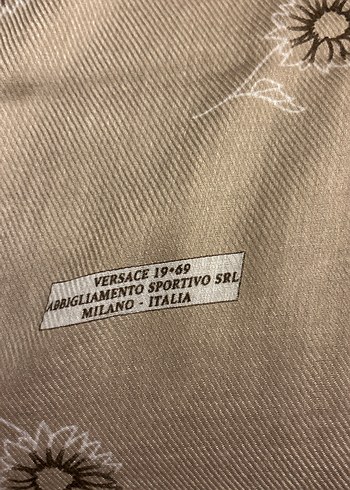 VERSACE 19•69
ABBIGLIAMENTO SPORTIVO SRL
MILANO - ITALIA